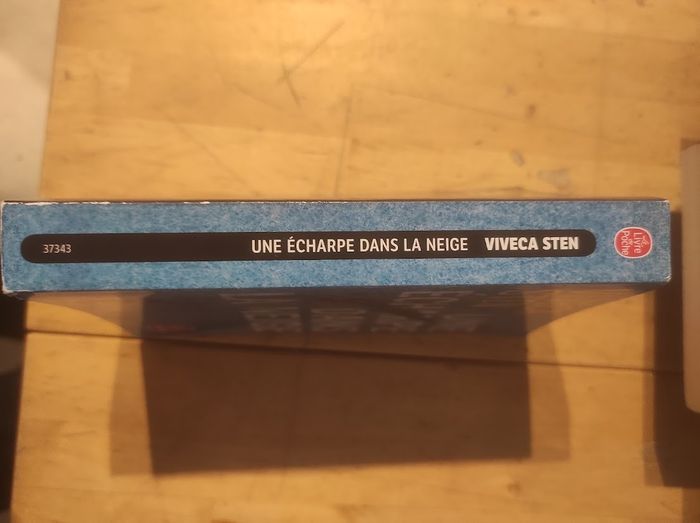 37343 UNE ÉCHARPE DANS LA NEIGE VIVECA STEN
Le Livre de Poche